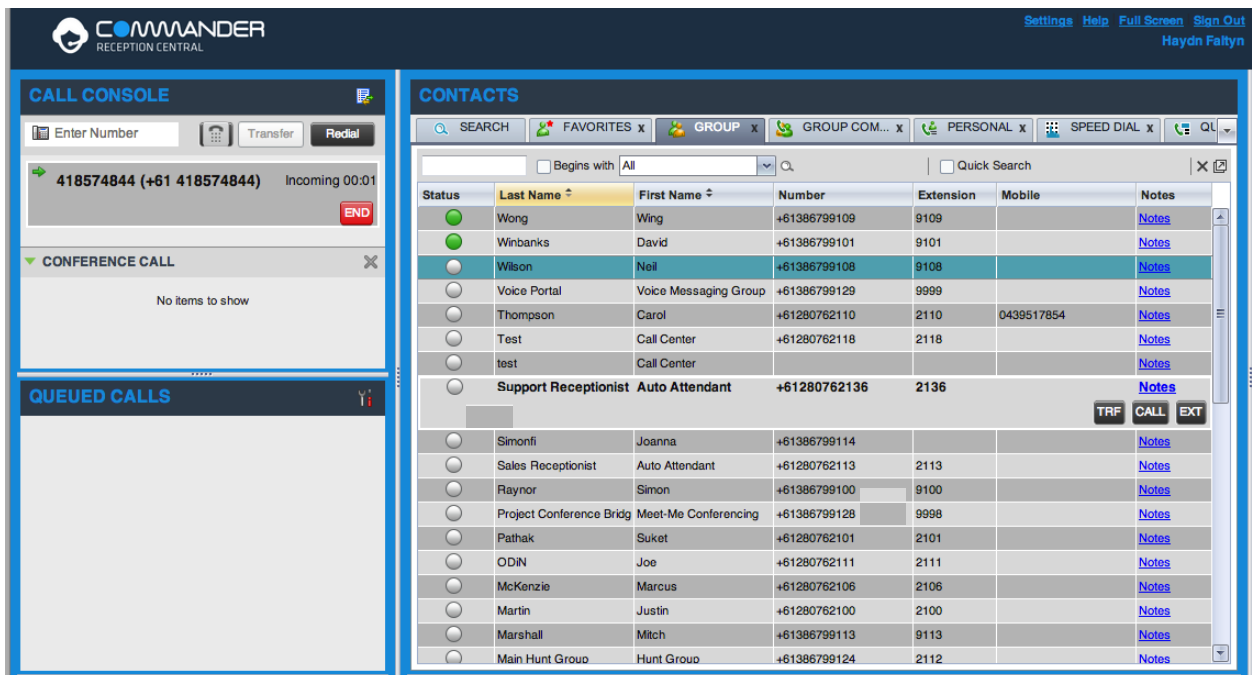 COMMANDER
RECEPTION CENTRAL
Settings Help Full Screen Sign Out
Haydn Faltyn
CALL CONSOLE
Enter Number Transfer Redial
418574844 (+61 418574844) Incoming 00:01
END
CONFERENCE CALL
No items to show
QUEUED CALLS
CONTACTS
SEARCH FAVORITES x GROUP x GROUP COM... x PERSONAL x SPEED DIAL x QU
Begins with All Quick Search
Status Last Name First Name Number Extension Mobile Notes
Wong Wing +61386799109 9109 Notes
Winbanks David +61386799101 9101 Notes
Wilson Neil +61386799108 9108 Notes
Voice Portal Voice Messaging Group +61386799129 9999 Notes
Thompson Carol +61280762110 2110 0439517854 Notes
Test Call Center +61280762118 2118 Notes
test Call Center Notes
Support Receptionist Auto Attendant +61280762136 2136 Notes
TRF CALL EXT
Simonfi Joanna +61386799114 Notes
Sales Receptionist Auto Attendant +61280762113 2113 Notes
Raynor Simon +61386799100 9100 Notes
Project Conference Bridg Meet-Me Conferencing +61386799128 9998 Notes
Pathak Suket +61280762101 2101 Notes
ODiN Joe +61280762111 2111 Notes
McKenzie Marcus +61280762106 2106 Notes
Martin Justin +61280762100 2100 Notes
Marshall Mitch +61386799113 9113 Notes
Main Hunt Group Hunt Group +61386799124 2112 Notes